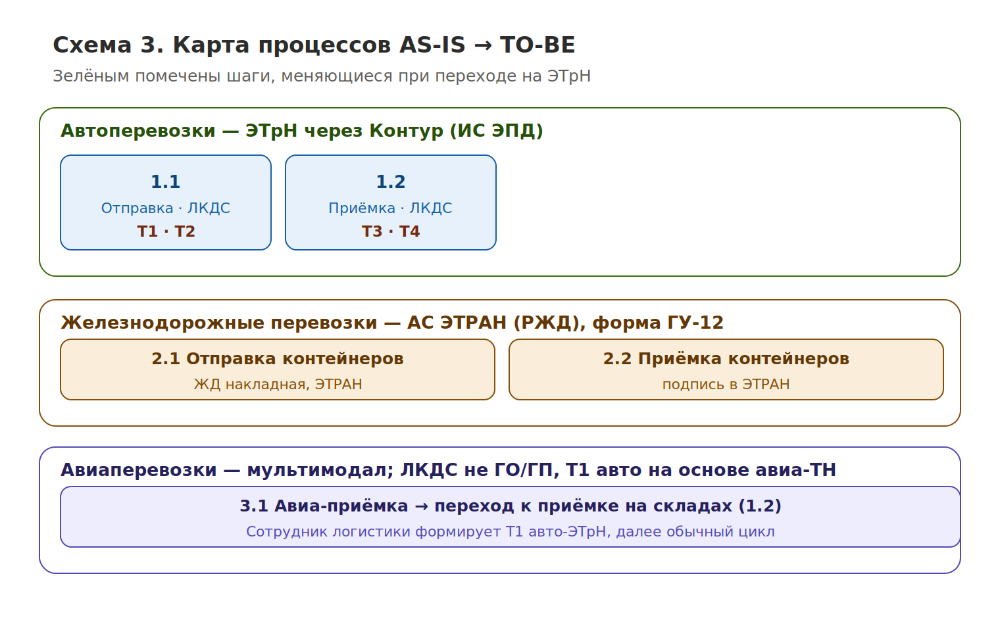 Схема 3. Карта процессов AS-IS → TO-BE
Зелёным помечены шаги, меняющиеся при переходе на ЭТрН
Автоперевозки — ЭТрН через Контур (ИС ЭПД)
1.1
Отправка · ЛКДС
Т1 · Т2
1.2
Приёмка · ЛКДС
Т3 · Т4
Железнодорожные перевозки — АС ЭТРАН (РЖД), форма ГУ-12
2.1 Отправка контейнеров
ЖД накладная, ЭТРАН
2.2 Приёмка контейнеров
подпись в ЭТРАН
Авиаперевозки — мультимодал; ЛКДС не ГО/ГП, Т1 авто на основе авиа-ТН
3.1 Авиа-приёмка → переход к приёмке на складах (1.2)
Сотрудник логистики формирует Т1 авто-ЭТрН, далее обычный цикл